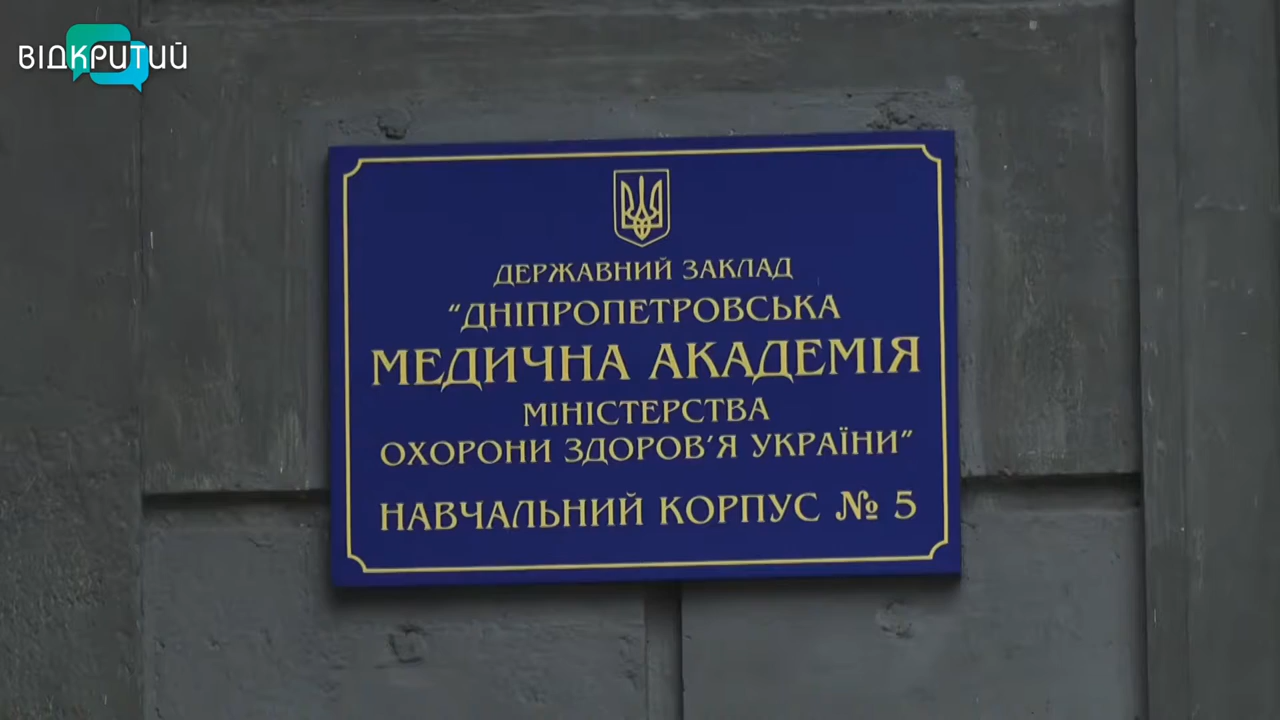 ВІДКРИТИЙ
ДЕРЖАВНИЙ ЗАКЛАД
“ДНІПРОПЕТРОВСЬКА
МЕДИЧНА АКАДЕМІЯ
МІНІСТЕРСТВА
ОХОРОНИ ЗДОРОВ’Я УКРАЇНИ”
НАВЧАЛЬНИЙ КОРПУС № 5